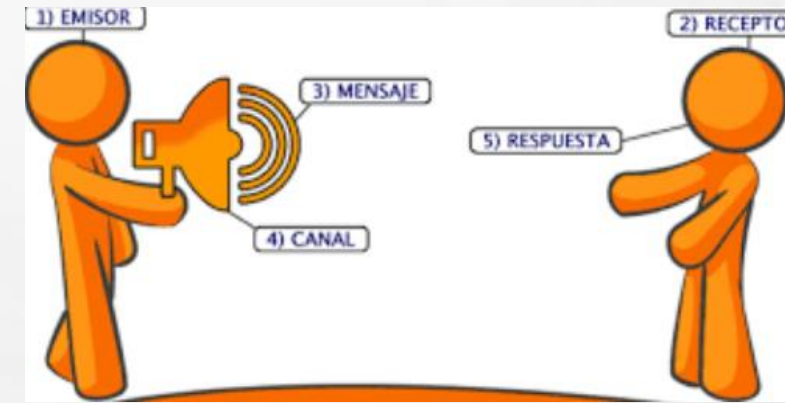 1) EMISOR
2) RECEPTO
3) MENSAJE
5) RESPUESTA
4) CANAL